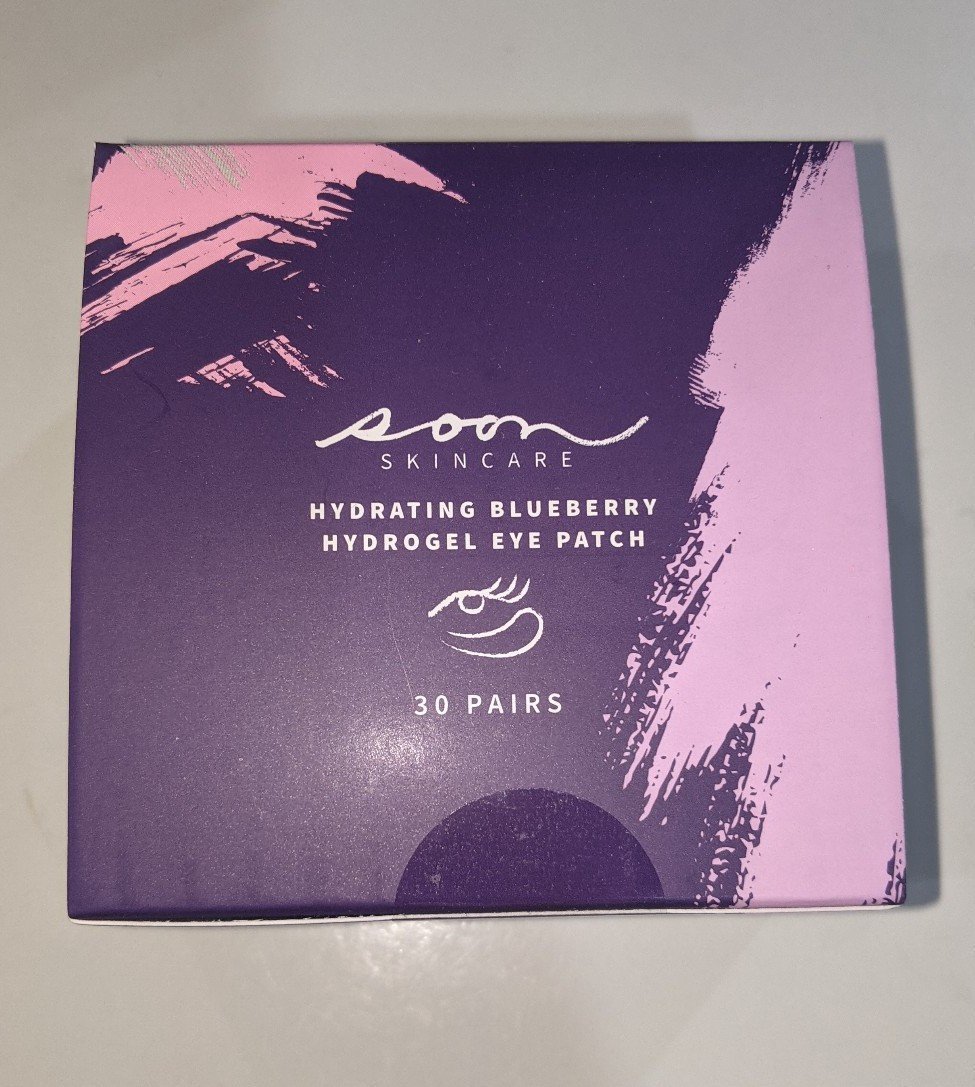 soon
SKINCARE
HYDRATING BLUEBERRY
HYDROGEL EYE PATCH
30 PAIRS